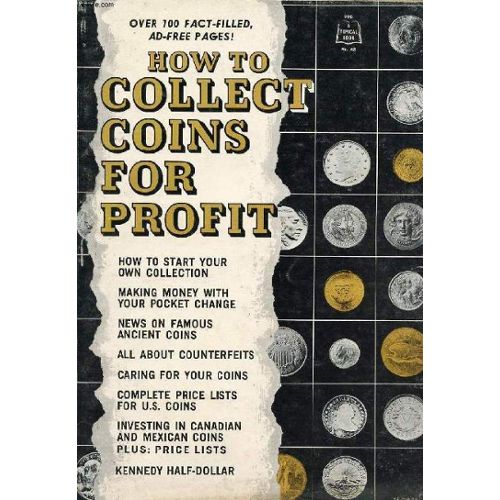 OVER 100 FACT-FILLED,
AD-FREE PAGES!
HOW TO
COLLECT
COINS
FOR
PROFIT
HOW TO START YOUR
OWN COLLECTION
MAKING MONEY WITH
YOUR POCKET CHANGE
NEWS ON FAMOUS
ANCIENT COINS
ALL ABOUT COUNTERFEITS
CARING FOR YOUR COINS
COMPLETE PRICE LISTS
FOR U.S. COINS
INVESTING IN CANADIAN
AND MEXICAN COINS
PLUS: PRICE LISTS
KENNEDY HALF-DOLLAR
A
TOPICAL
BOOK